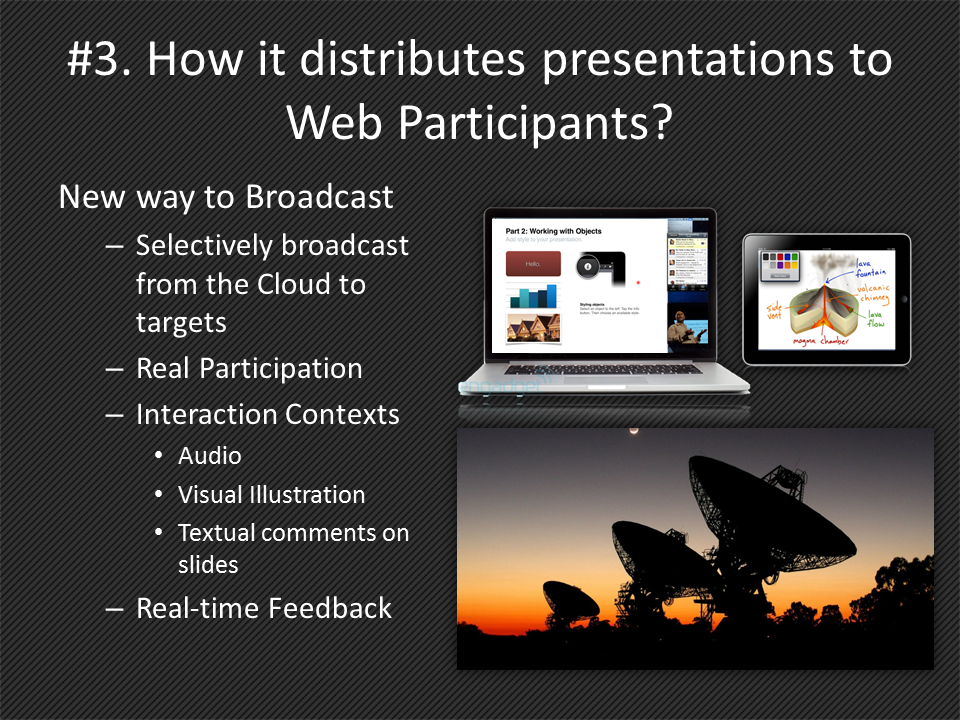 #3. How it distributes presentations to
Web Participants?
New way to Broadcast
– Selectively broadcast
from the Cloud to
targets
– Real Participation
– Interaction Contexts
• Audio
• Visual Illustration
• Textual comments on
slides
– Real-time Feedback
Part 2: Working with Objects
Add style to your presentation.
Hello.
Styling objects
lava
fountain
volcanic
chimney
side
vent
lava
flow
magma chamber
engadget